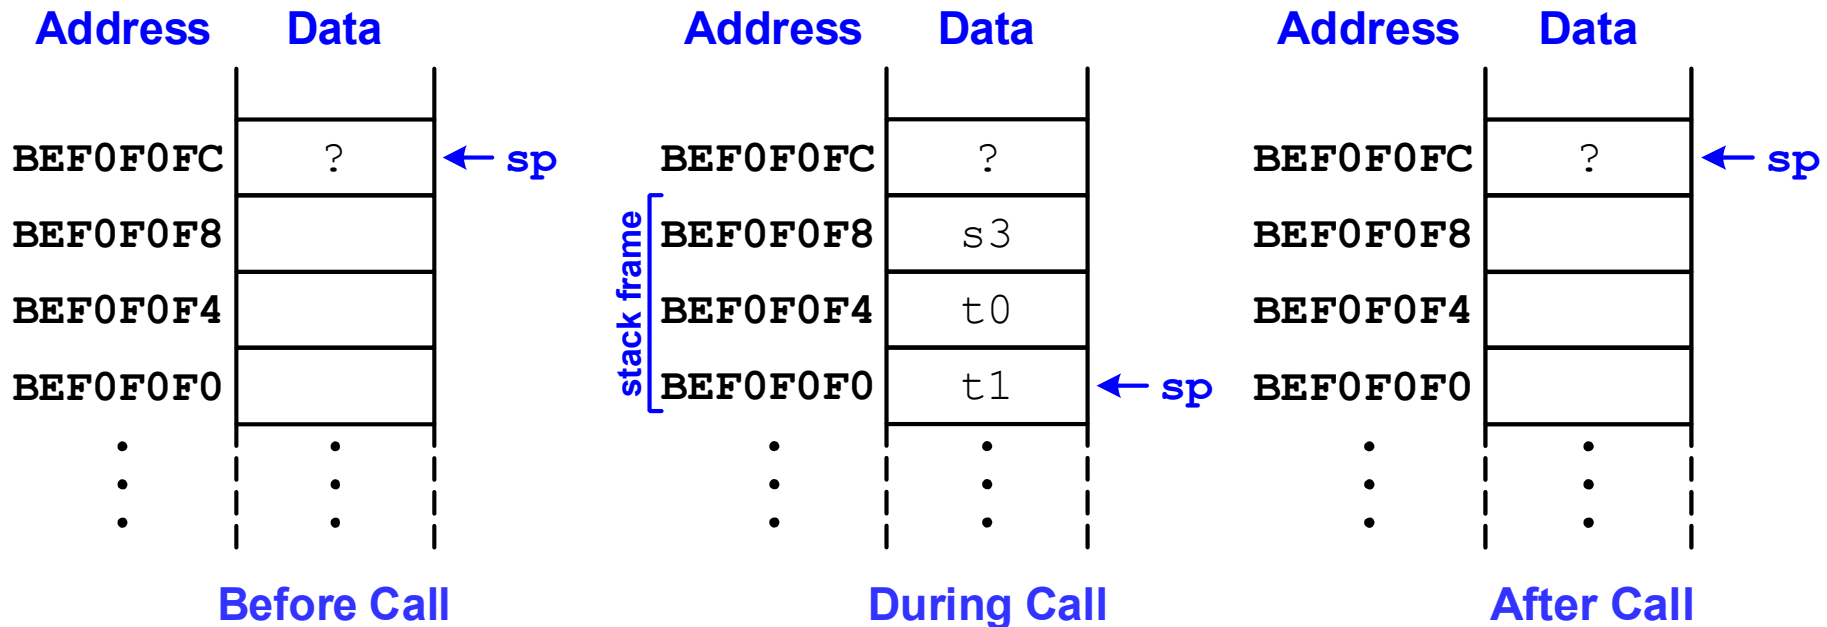 Address Data Address Data Address Data
BEF0F0FC ? sp BEF0F0FC ? BEF0F0FC ? sp
BEF0F0F8 BEF0F0F8 s3 BEF0F0F8
stack frame
BEF0F0F4 BEF0F0F4 t0 BEF0F0F4
BEF0F0F0 BEF0F0F0 t1 sp BEF0F0F0
Before Call During Call After Call